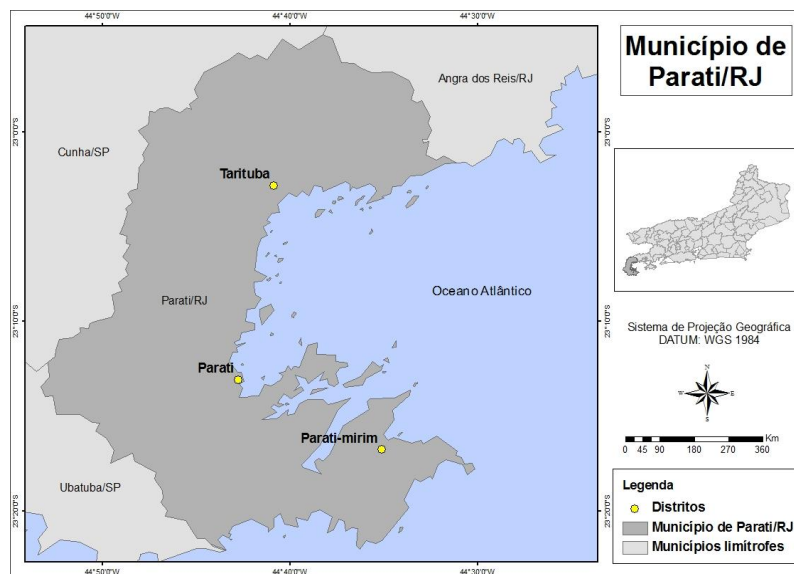 44°50'0"W
44°40'0"W
44°30'0"W
Município de
Parati/RJ
Angra dos Reis/RJ
23°0'0"S
23°0'0"S
Cunha/SP
Tarituba
Oceano Atlântico
Parati/RJ
23°10'0"S
23°10'0"S
Sistema de Projeção Geográfica
DATUM: WGS 1984
Parati
N
W
E
S
Parati-mirim
Km
0 45 90 180 270 360
Ubatuba/SP
Legenda
Distritos
Município de Parati/RJ
Municípios limítrofes
23°20'0"S
23°20'0"S
44°50'0"W
44°40'0"W
44°30'0"W